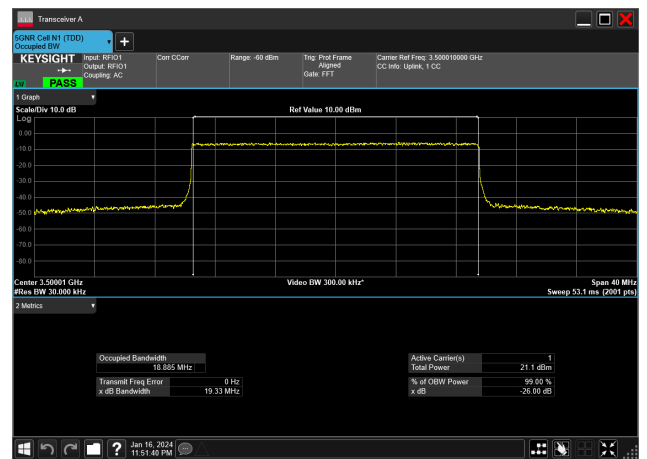 Transceiver A
5GNR Cell N1 (TDD)
Occupied BW
KEYSIGHT
Input: RFIO1
Output: RFIO1
Coupling: AC
Corr CCorr
Range: -60 dBm
Trig: Prot Frame
Aligned
Gate: FFT
Carrier Ref Freq: 3.500010000 GHz
CC Info: Uplink, 1 CC
PASS
1 Graph
Scale/Div 10.0 dB
Ref Value 10.00 dBm
Log
0.00
-10.0
-20.0
-30.0
-40.0
-50.0
-60.0
-70.0
-80.0
Center 3.50001 GHz
Video BW 300.00 kHz*
Span 40 MHz
#Res BW 30.000 kHz
Sweep 53.1 ms (2001 pts)
2 Metrics
Occupied Bandwidth
18.885 MHz
Transmit Freq Error 0 Hz
x dB Bandwidth 19.33 MHz
Active Carrier(s) 1
Total Power 21.1 dBm
% of OBW Power 99.00 %
x dB -26.00 dB
Jan 16, 2024
11:51:40 PM